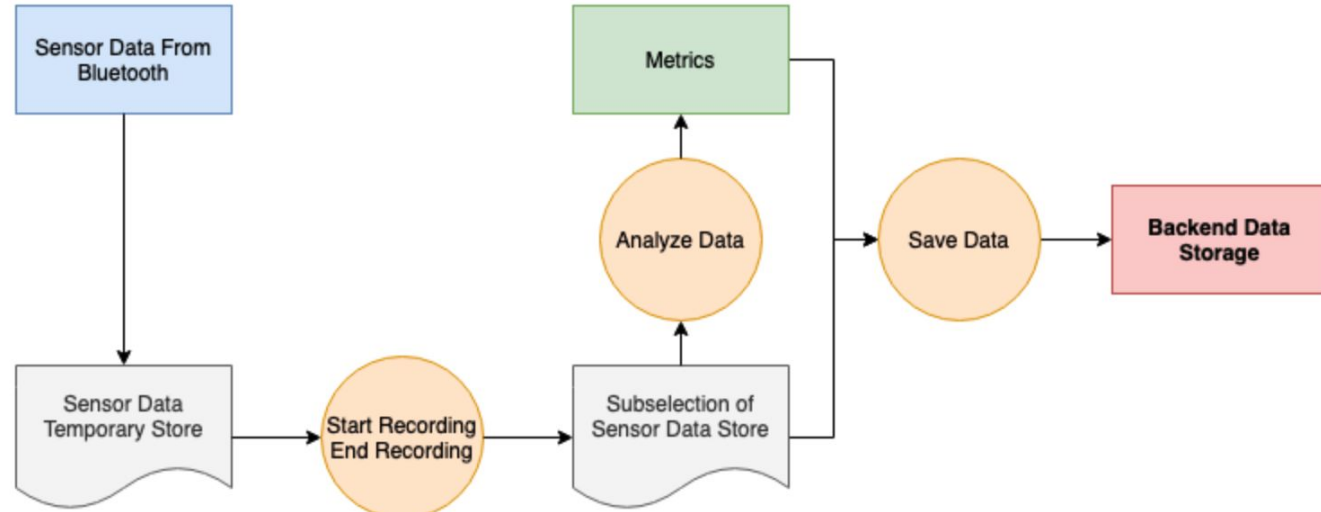 Sensor Data From
Bluetooth
Metrics
Analyze Data
Save Data
Backend Data
Storage
Sensor Data
Temporary Store
Start Recording
End Recording
Subselection of
Sensor Data Store